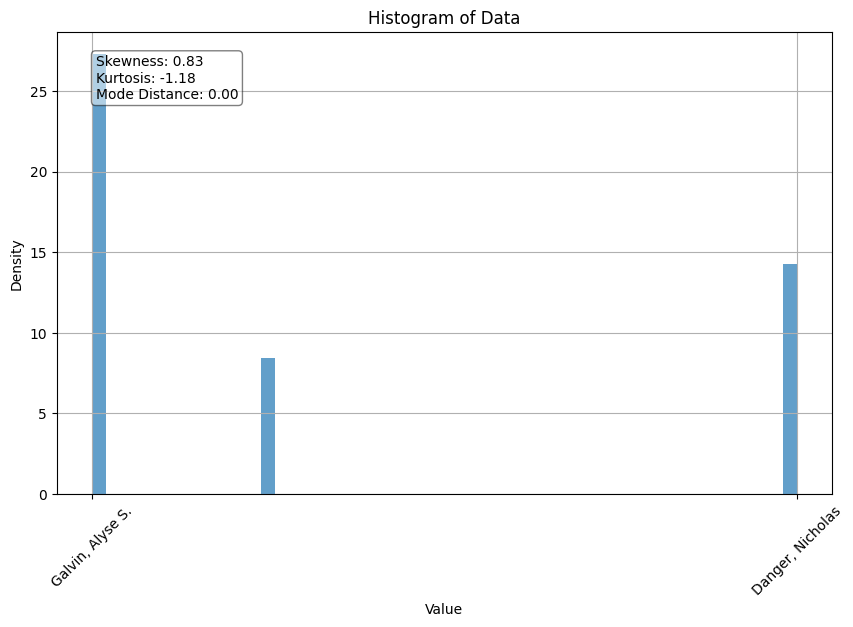 Histogram of Data
Skewness: 0.83
Kurtosis: -1.18
Mode Distance: 0.00
25
20
15
10
5
0
Density
Galvin, Alyse S.
Danger, Nicholas
Value